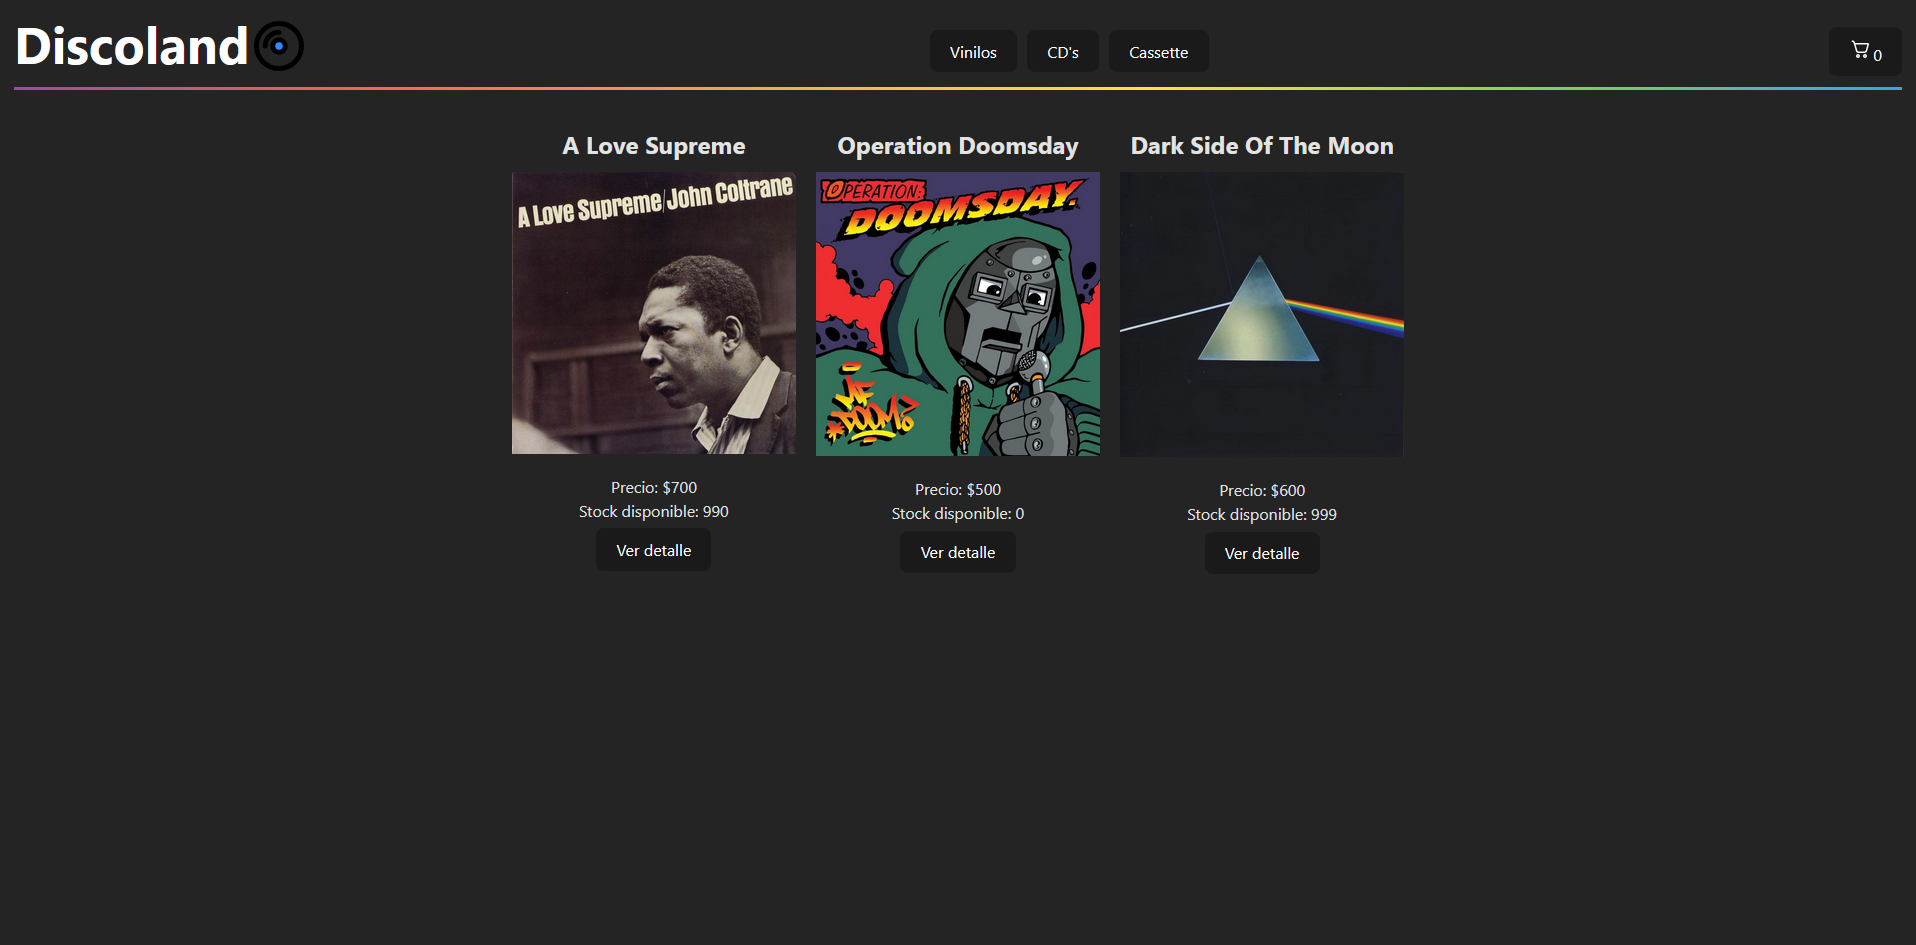 Discoland
Vinilos
CD's
Cassette
0
A Love Supreme
Operation Doomsday
Dark Side Of The Moon
A Love Supreme/John Coltrane
OPERATION:
DOOMSDAY.
MF
DOOM
Precio: $700
Stock disponible: 990
Ver detalle
Precio: $500
Stock disponible: 0
Ver detalle
Precio: $600
Stock disponible: 999
Ver detalle